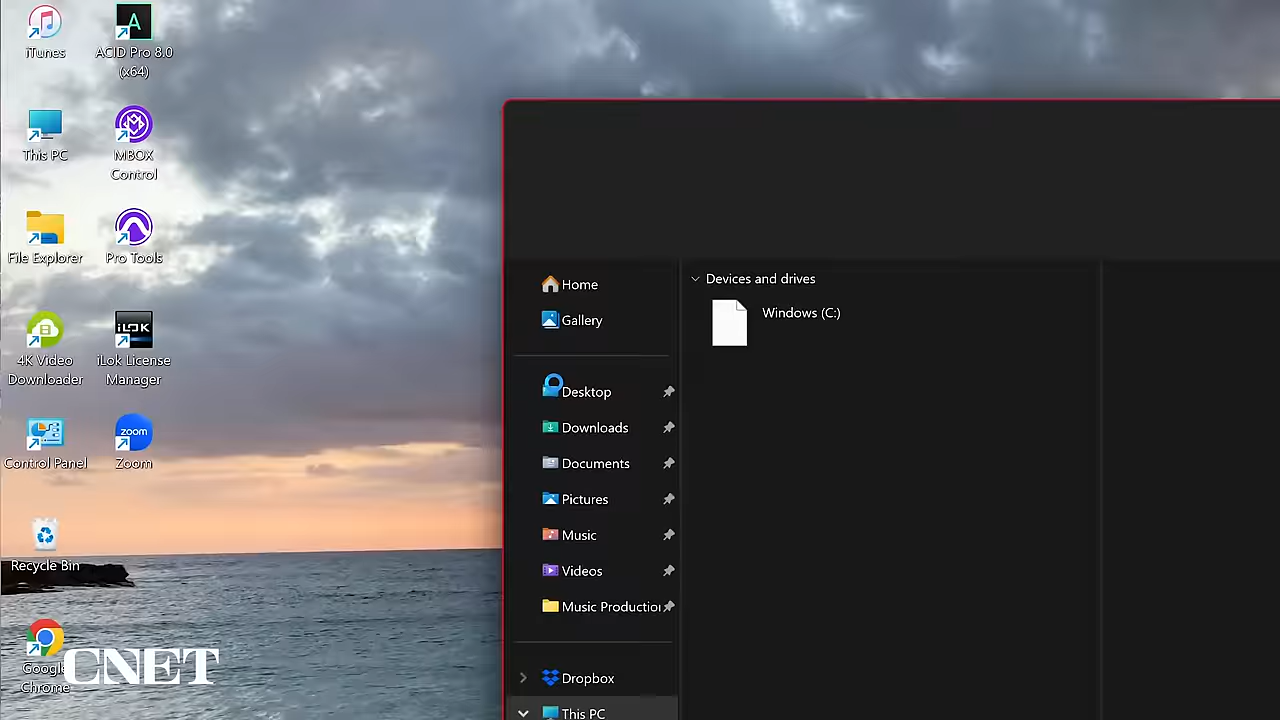 iTunes
ACID Pro 8.0
(x64)
This PC
MBOX
Control
File Explorer
Pro Tools
4K Video
Downloader
iLOK
iLok License
Manager
Control Panel
zoom
Zoom
Recycle Bin
Google
Chrome
CNET
Home
Gallery
Desktop
Downloads
Documents
Pictures
Music
Videos
Music Productio
Dropbox
This PC
Devices and drives
Windows (C:)